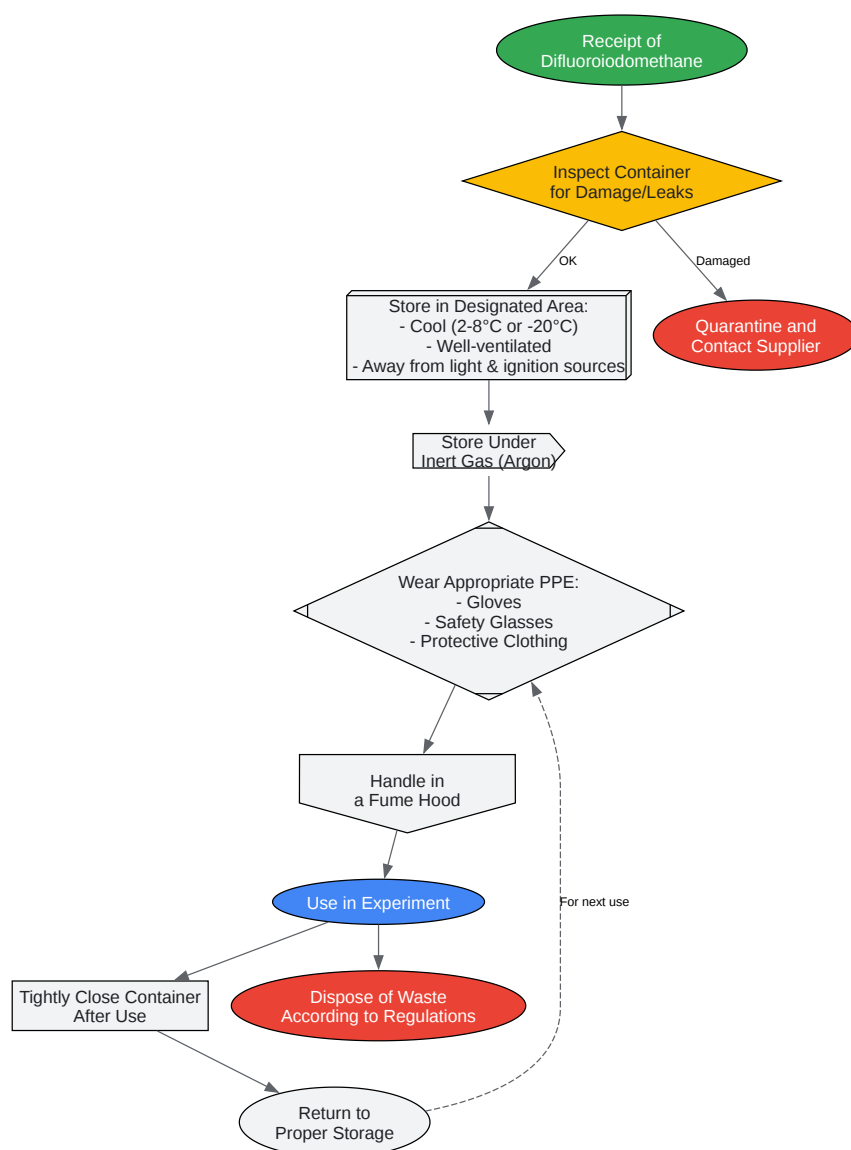 Receipt of
Difluoroiodomethane
Inspect Container
for Damage/Leaks
OK
Damaged
Store in Designated Area:
- Cool (2-8°C or -20°C)
- Well-ventilated
- Away from light & ignition sources
Quarantine and
Contact Supplier
Store Under
Inert Gas (Argon)
Wear Appropriate PPE:
- Gloves
- Safety Glasses
- Protective Clothing
Handle in
a Fume Hood
Use in Experiment
For next use
Tightly Close Container
After Use
Dispose of Waste
According to Regulations
Return to
Proper Storage